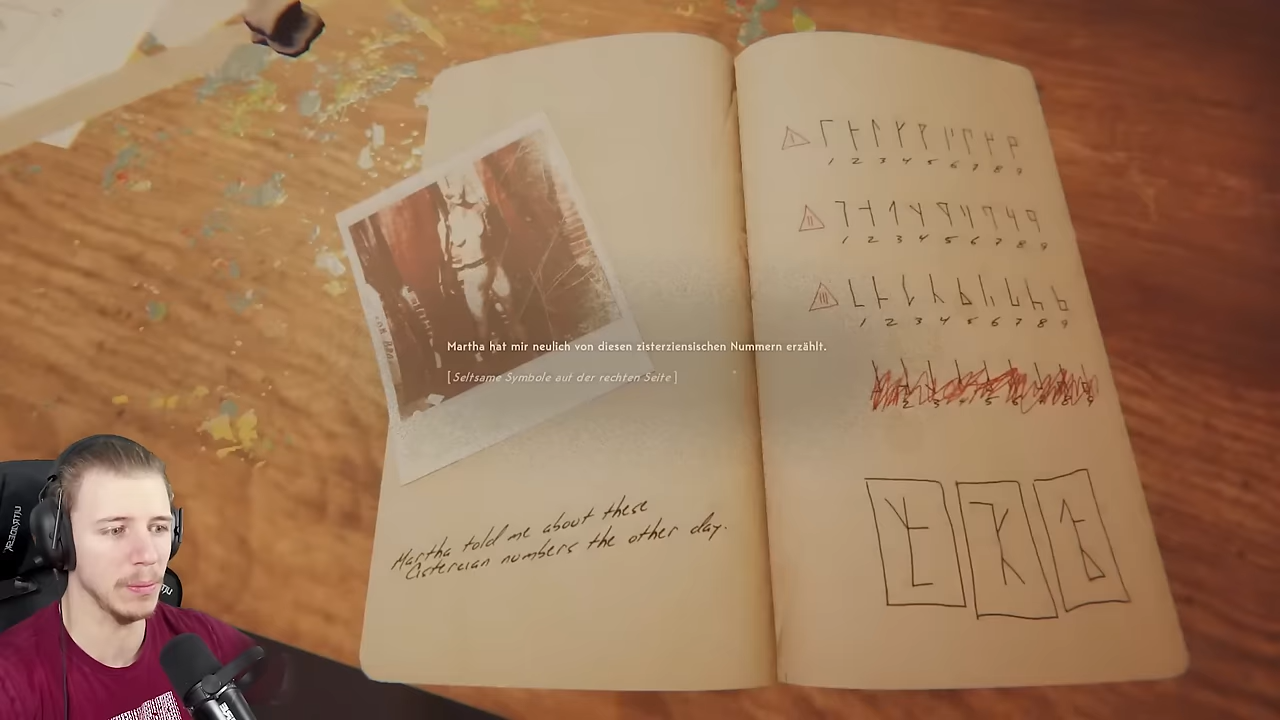 Martha hat mir neulich von diesen zisterziensischen Nummern erzählt.
[Seltsame Symbole auf der rechten Seite]
Martha told me about these
Cistercian numbers the other day.
I
1 2 3 4 5 6 7 8 9
II
1 2 3 4 5 6 7 8 9
III
1 2 3 4 5 6 7 8 9